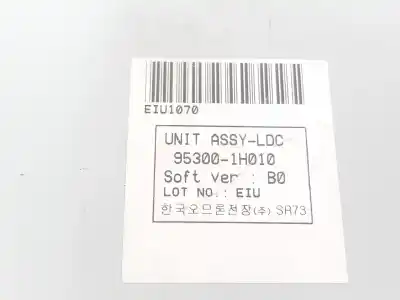 EIU1070
UNIT ASSY-LDC
95300-1H010
Soft ver : B0
LOT NO.: EIU
한국오므론전장(주) SA73